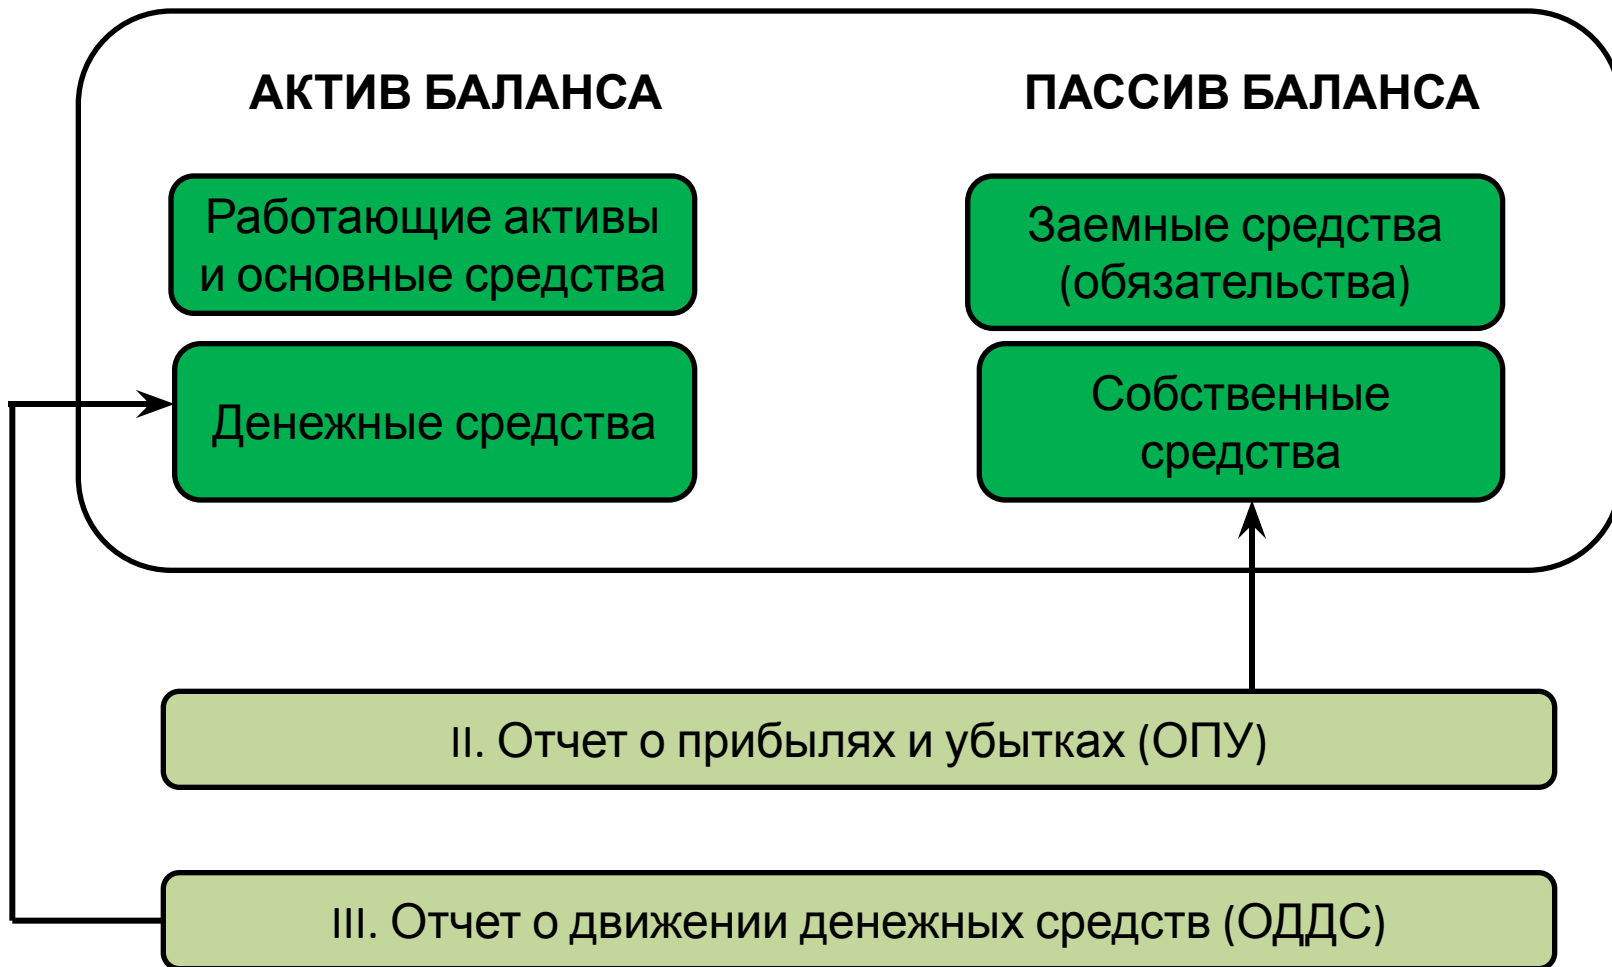 АКТИВ БАЛАНСА
ПАССИВ БАЛАНСА
Работающие активы
и основные средства
Заемные средства
(обязательства)
Денежные средства
Собственные
средства
II. Отчет о прибылях и убытках (ОПУ)
III. Отчет о движении денежных средств (ОДДС)